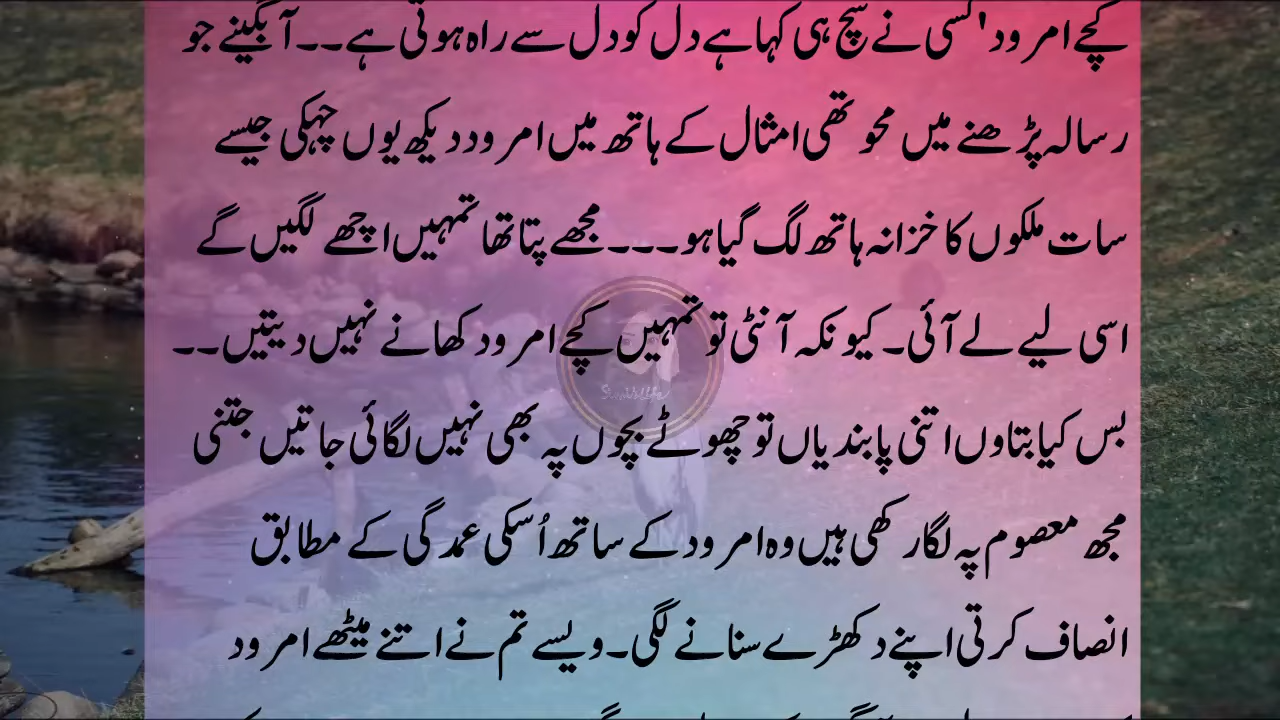 کچے امرود' کسی نے سچ ہی کہا ہے دل کو دل سے راہ ہوتی ہے۔۔آبگینے جو
رسالہ پڑھنے میں محو تھی امثال کے ہاتھ میں امرود دیکھ یوں چہکی جیسے
سات ملکوں کا خزانہ ہاتھ لگ گیا ہو۔۔۔مجھے پتا تھا تمہیں اچھے لگیں گے
اسی لیے لے آئی۔ کیونکہ آنٹی تو تمہیں کچے امرود کھانے نہیں دیتیں۔۔
بس کیا بتاوں اتنی پابندیاں تو چھوٹے بچوں پہ بھی نہیں لگائی جاتیں جتنی
مجھ معصوم پہ لگا رکھی ہیں وہ امرود کے ساتھ اُسکی عمدگی کے مطابق
انصاف کرتی اپنے دکھڑے سنانے لگی۔ویسے تم نے اتنے میٹھے امرود